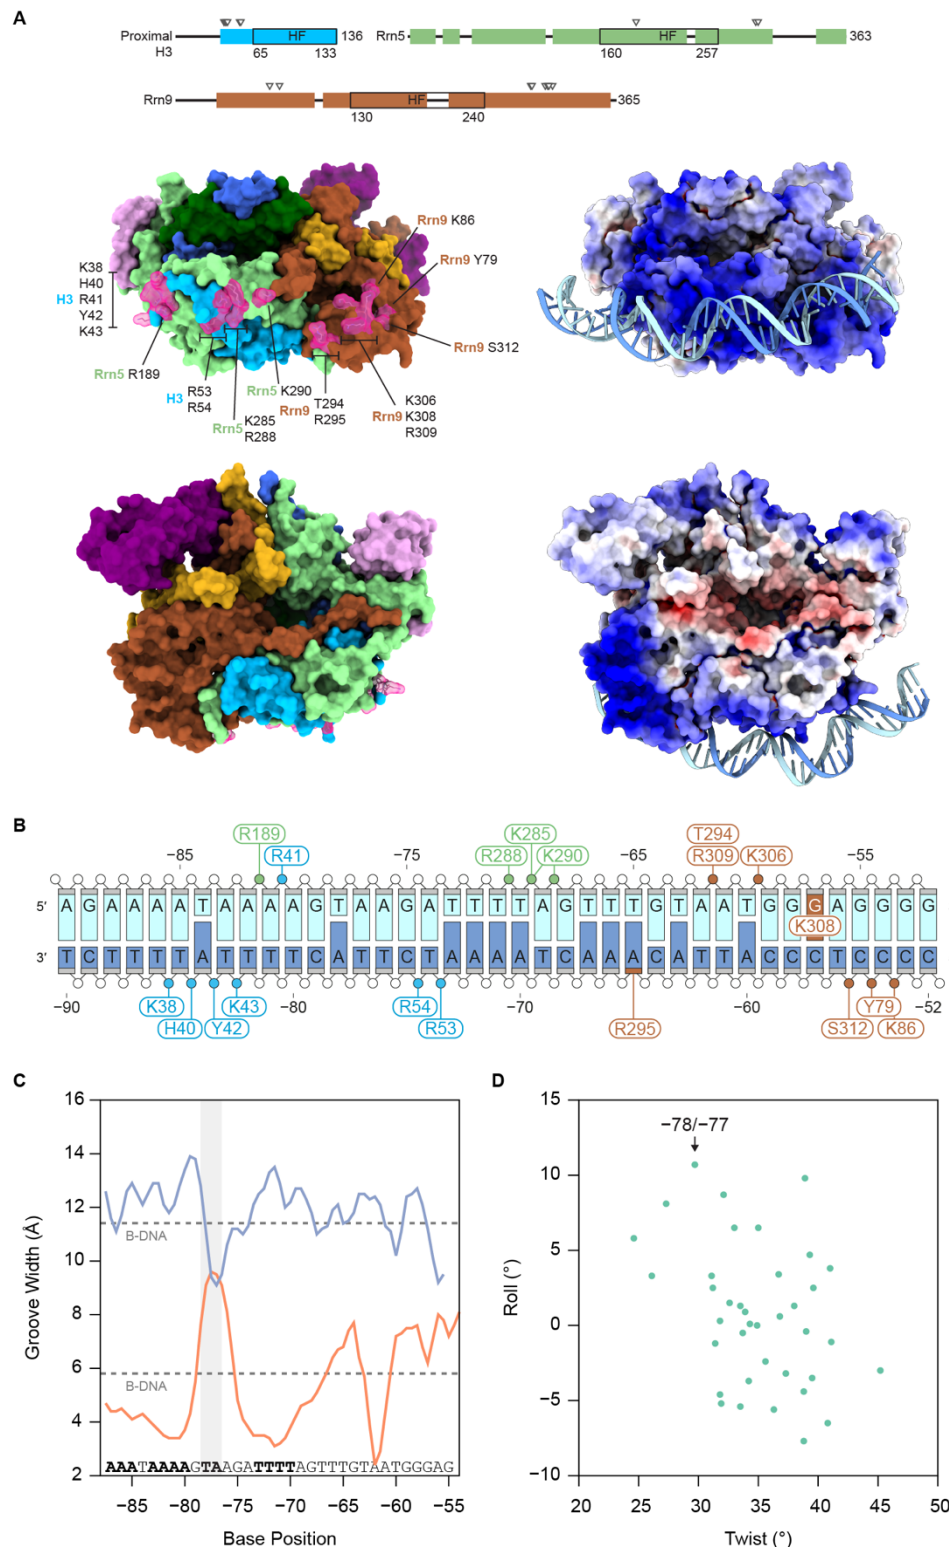 A
Proximal H3 HF 136 Rrn5 HF 363
65 133 160 257
Rrn9 HF 365
130 240
Rrn9 K86
Rrn9 Y79
K38
H40
H3 R41
Y42
K43
Rrn9 S312
Rrn5 R189
H3 R53
R54
Rrn5 K290
Rrn9 T294
R295
Rrn5 K285
R288
Rrn9 K306
K308
R309
B
R189 K285 T294
−85 R41 −75 R288 K290 −65 R309 K306 −55
5′ A G A A A A T A A A A G T A A G A T T T T A G T T T G T A A T G G G A G G G G
K308
3′ T C T T T T A T T T T C A T T C T A A A A T C A A A C A T T A C C C T C C C C
−90 K38 K43 −80 R54 −70 −60 −52
H40 Y42 R53 R295 S312 Y79 K86
C
Groove Width (Å)
16
14
12
10
8
6
4
2
B-DNA
B-DNA
AAATAAAAGTAAGATTTTAGTTTGTAATGGGAG
−85 −80 −75 −70 −65 −60 −55
Base Position
D
Roll (°)
15
10
5
0
−5
−10
−78/−77
20 25 30 35 40 45 50
Twist (°)